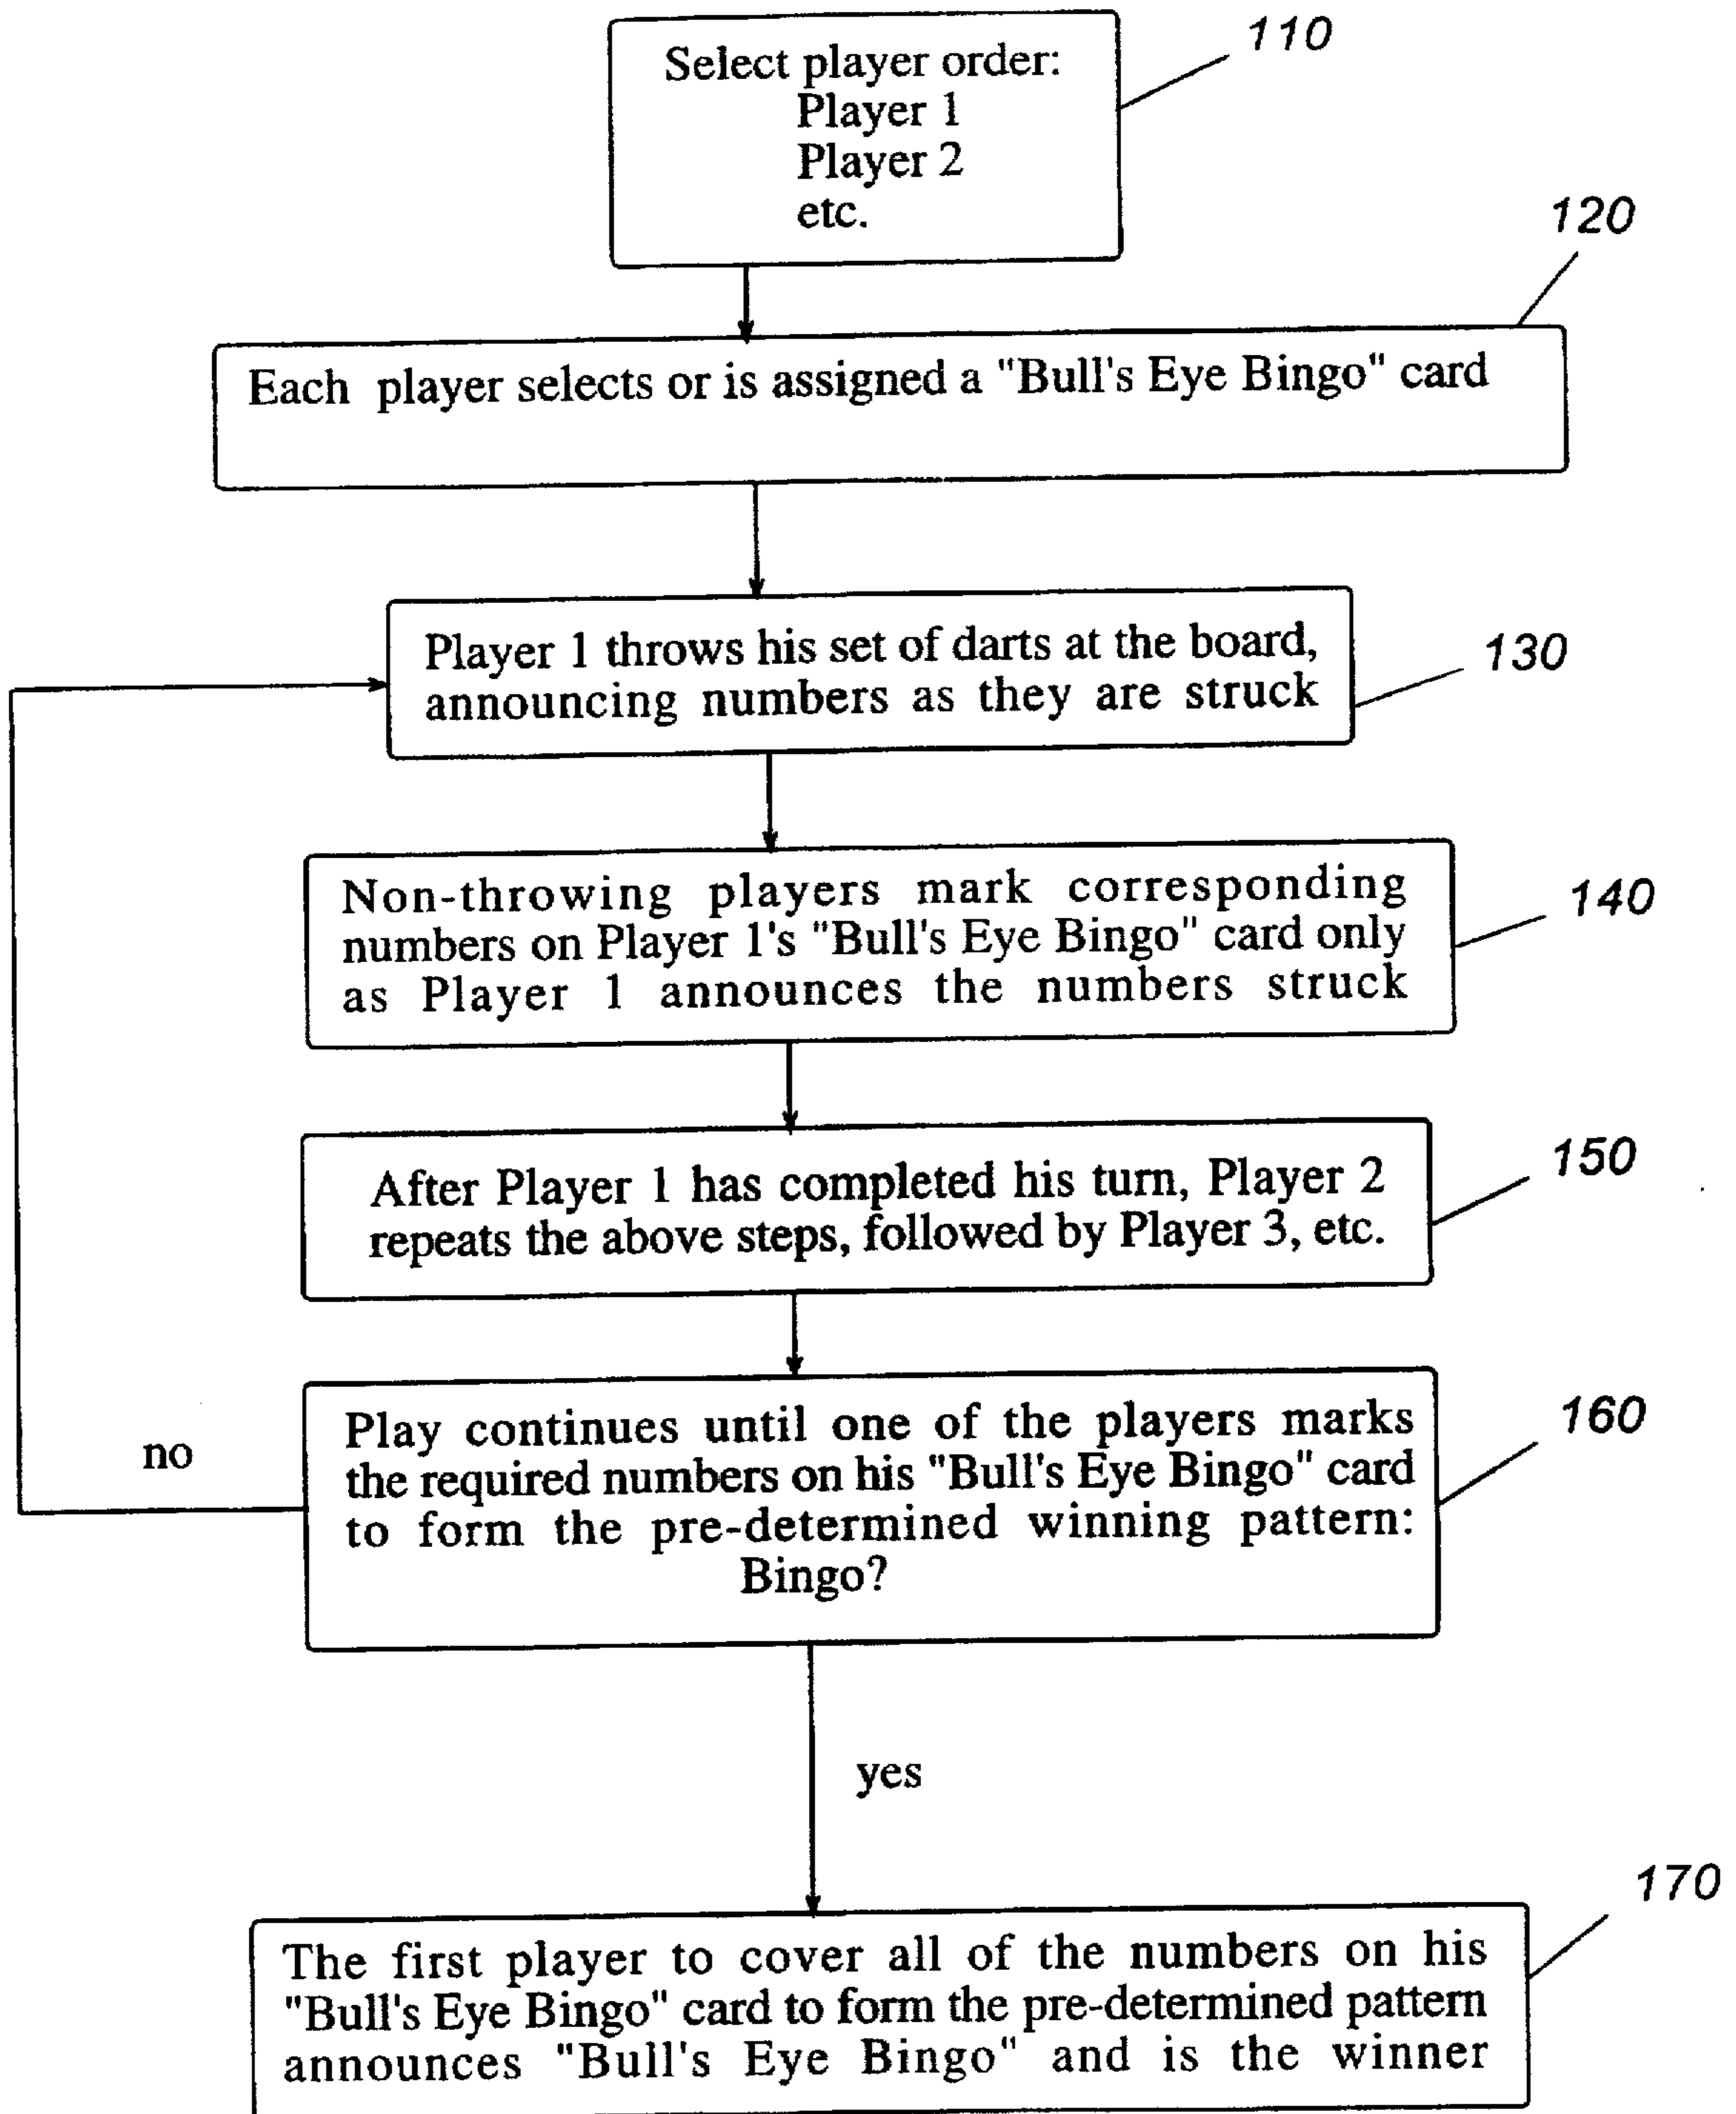 110
Select player order:
Player 1
Player 2
etc.
120
Each player selects or is assigned a "Bull's Eye Bingo" card
130
Player 1 throws his set of darts at the board,
announcing numbers as they are struck
140
Non-throwing players mark corresponding
numbers on Player 1's "Bull's Eye Bingo" card only
as Player 1 announces the numbers struck
150
After Player 1 has completed his turn, Player 2
repeats the above steps, followed by Player 3, etc.
160
Play continues until one of the players marks
the required numbers on his "Bull's Eye Bingo" card
to form the pre-determined winning pattern:
Bingo?
no
yes
170
The first player to cover all of the numbers on his
"Bull's Eye Bingo" card to form the pre-determined pattern
announces "Bull's Eye Bingo" and is the winner